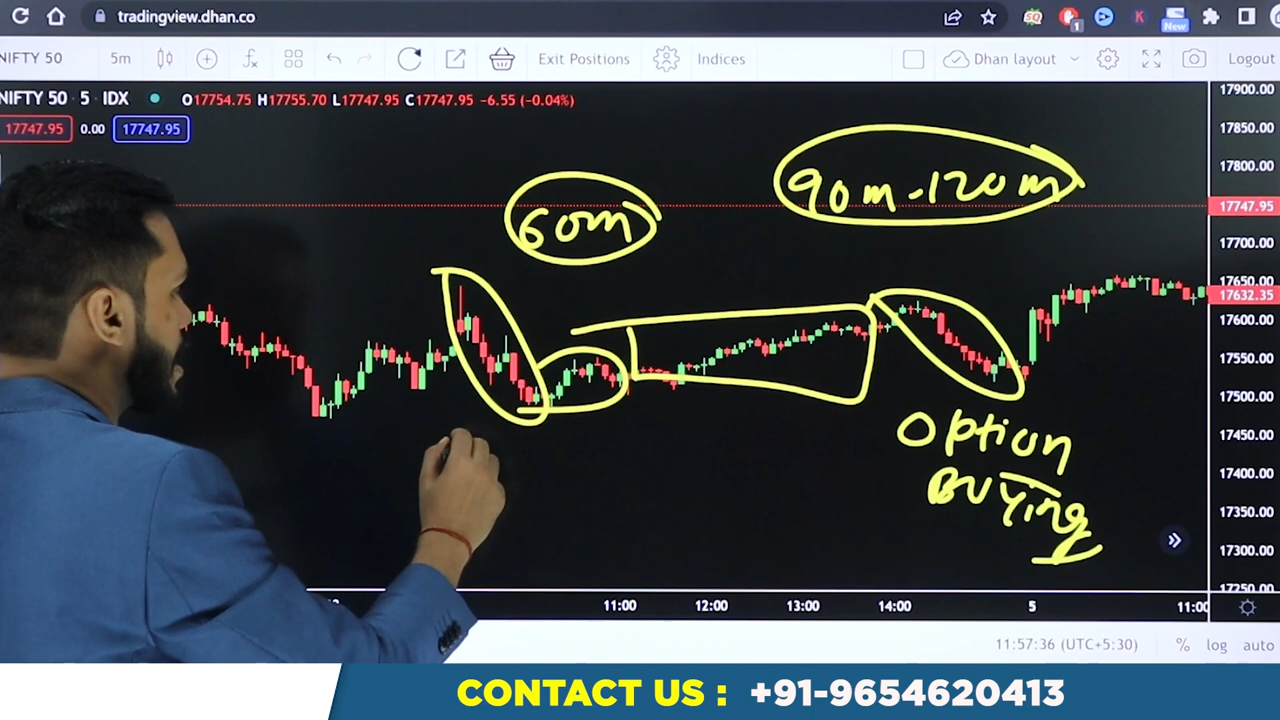 tradingview.dhan.co
1
K
New
NIFTY 50 5m Exit Positions Indices Dhan layout Logout
NIFTY 50 · 5 · IDX O17754.75 H17755.70 L17747.95 C17747.95 -6.55 (-0.04%)
17747.95 0.00 17747.95
17900.00
17850.00
17800.00
17747.95
17700.00
17650.00
17632.35
17600.00
17550.00
17500.00
17450.00
17400.00
17350.00
17300.00
17250.00
60m
90m-120m
Option
Buying
11:00 12:00 13:00 14:00 5 11:00
11:57:36 (UTC+5:30) % log auto
CONTACT US : +91-9654620413